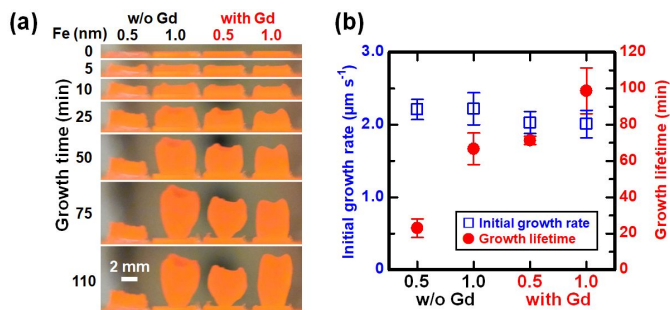 (a)
w/o Gd with Gd
Fe (nm) 0.5 1.0 0.5 1.0
Growth time (min)
0
5
10
25
50
75
110
2 mm
(b)
Initial growth rate (μm s⁻¹)
3.0
2.0
1.0
0
Growth lifetime (min)
120
100
80
60
40
20
0
Initial growth rate
Growth lifetime
0.5 1.0 0.5 1.0
w/o Gd with Gd